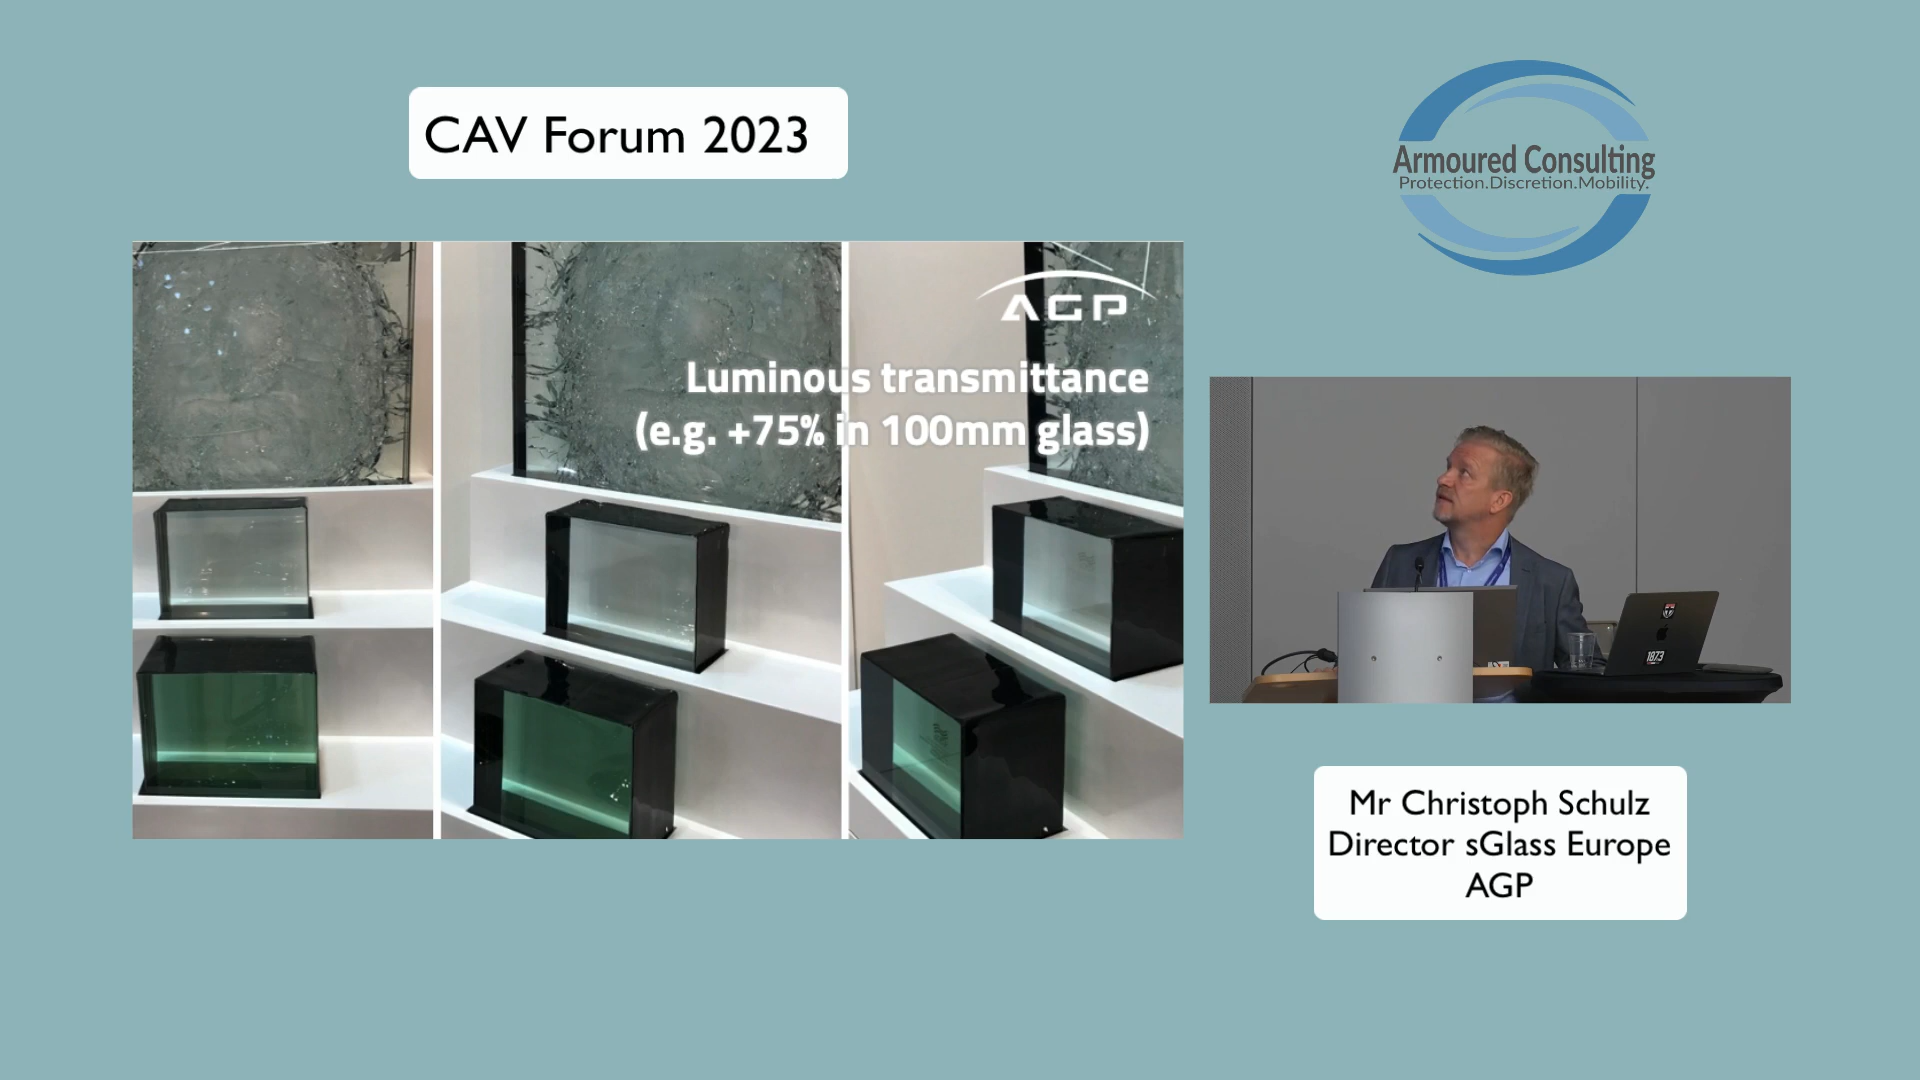 CAV Forum 2023
Armoured Consulting
Protection.Discretion.Mobility.
AGP
Luminous transmittance
(e.g. +75% in 100mm glass)
1873
Mr Christoph Schulz
Director sGlass Europe
AGP